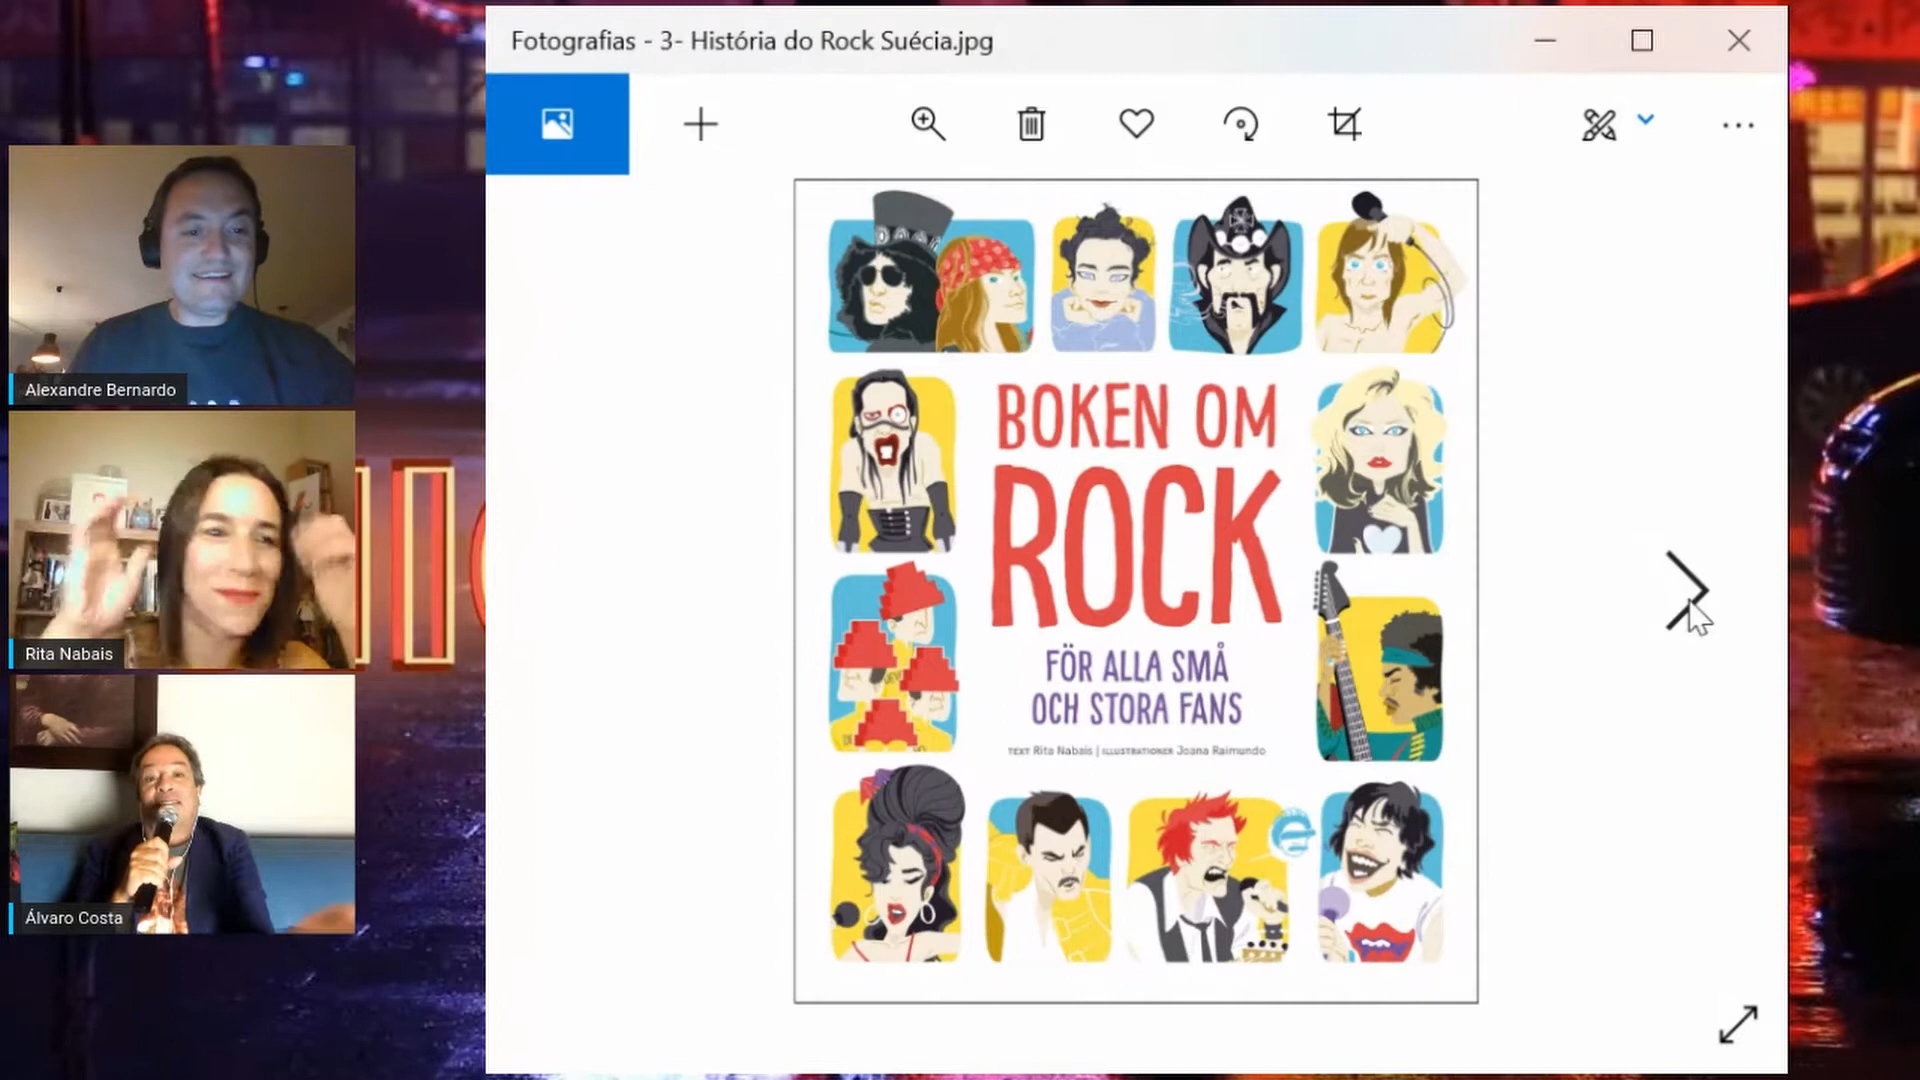 Fotografias - 3- História do Rock Suécia.jpg
Alexandre Bernardo
Rita Nabais
Álvaro Costa
BOKEN OM
ROCK
FÖR ALLA SMÅ
OCH STORA FANS
TEXT Rita Nabais | ILLUSTRATIONER Joana Raimundo